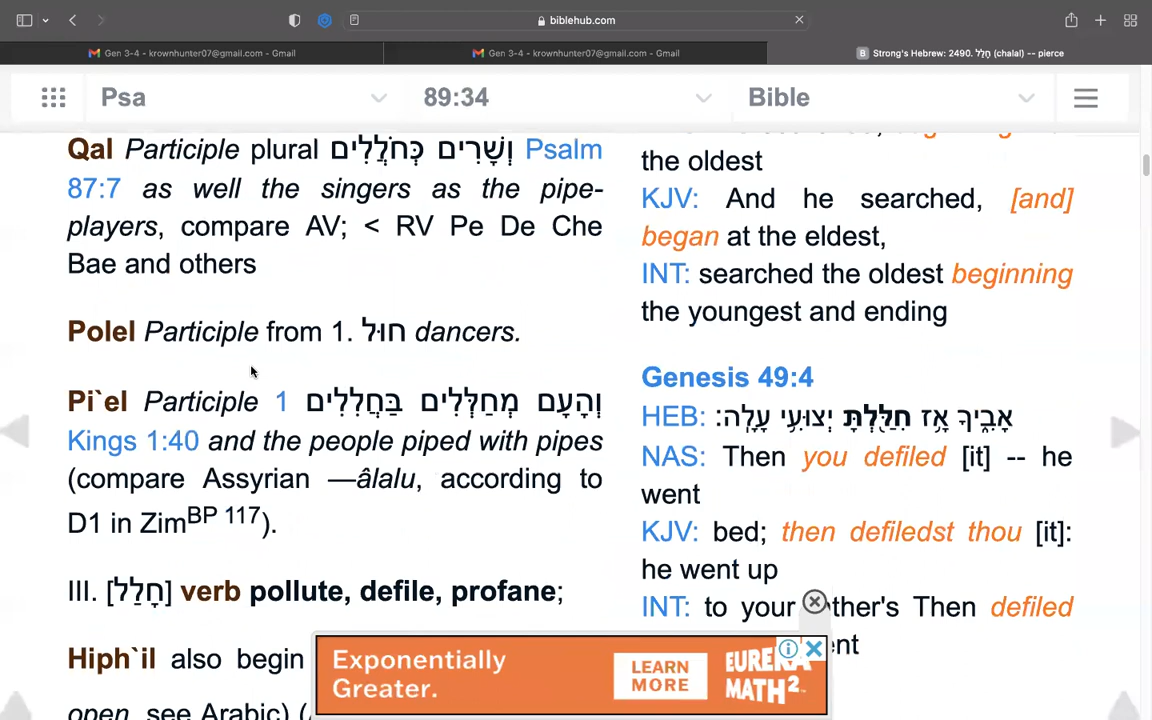 biblehub.com
Gen 3-4 - krownhunter07@gmail.com - Gmail
Gen 3-4 - krownhunter07@gmail.com - Gmail
B Strong's Hebrew: 2490. חָלַל (chalal) -- pierce
Psa
89:34
Bible
Qal Participle plural וְשָׁרִים כְּחֹלֲלִים Psalm
87:7 as well the singers as the pipe-
players, compare AV; < RV Pe De Che
Bae and others
Polel Participle from 1. חוּל dancers.
Pi`el Participle 1 וְהָעָם מְחַלְּלִים בַּחֲלִלִים
Kings 1:40 and the people piped with pipes
(compare Assyrian —âlalu, according to
D1 in ZimBP 117).
III. [חָלַל] verb pollute, defile, profane;
Hiph`il also begin
open, see Arabic) (
the oldest
KJV: And he searched, [and]
began at the eldest,
INT: searched the oldest beginning
the youngest and ending
Genesis 49:4
HEB: אָבִ֑יךָ אָ֥ז חִלַּ֖לְתָּ יְצוּעִ֥י עָלָֽה׃
NAS: Then you defiled [it] -- he
went
KJV: bed; then defiledst thou [it]:
he went up
INT: to your ther's Then defiled
ent
Exponentially
Greater.
LEARN
MORE
EUREKA
MATH²